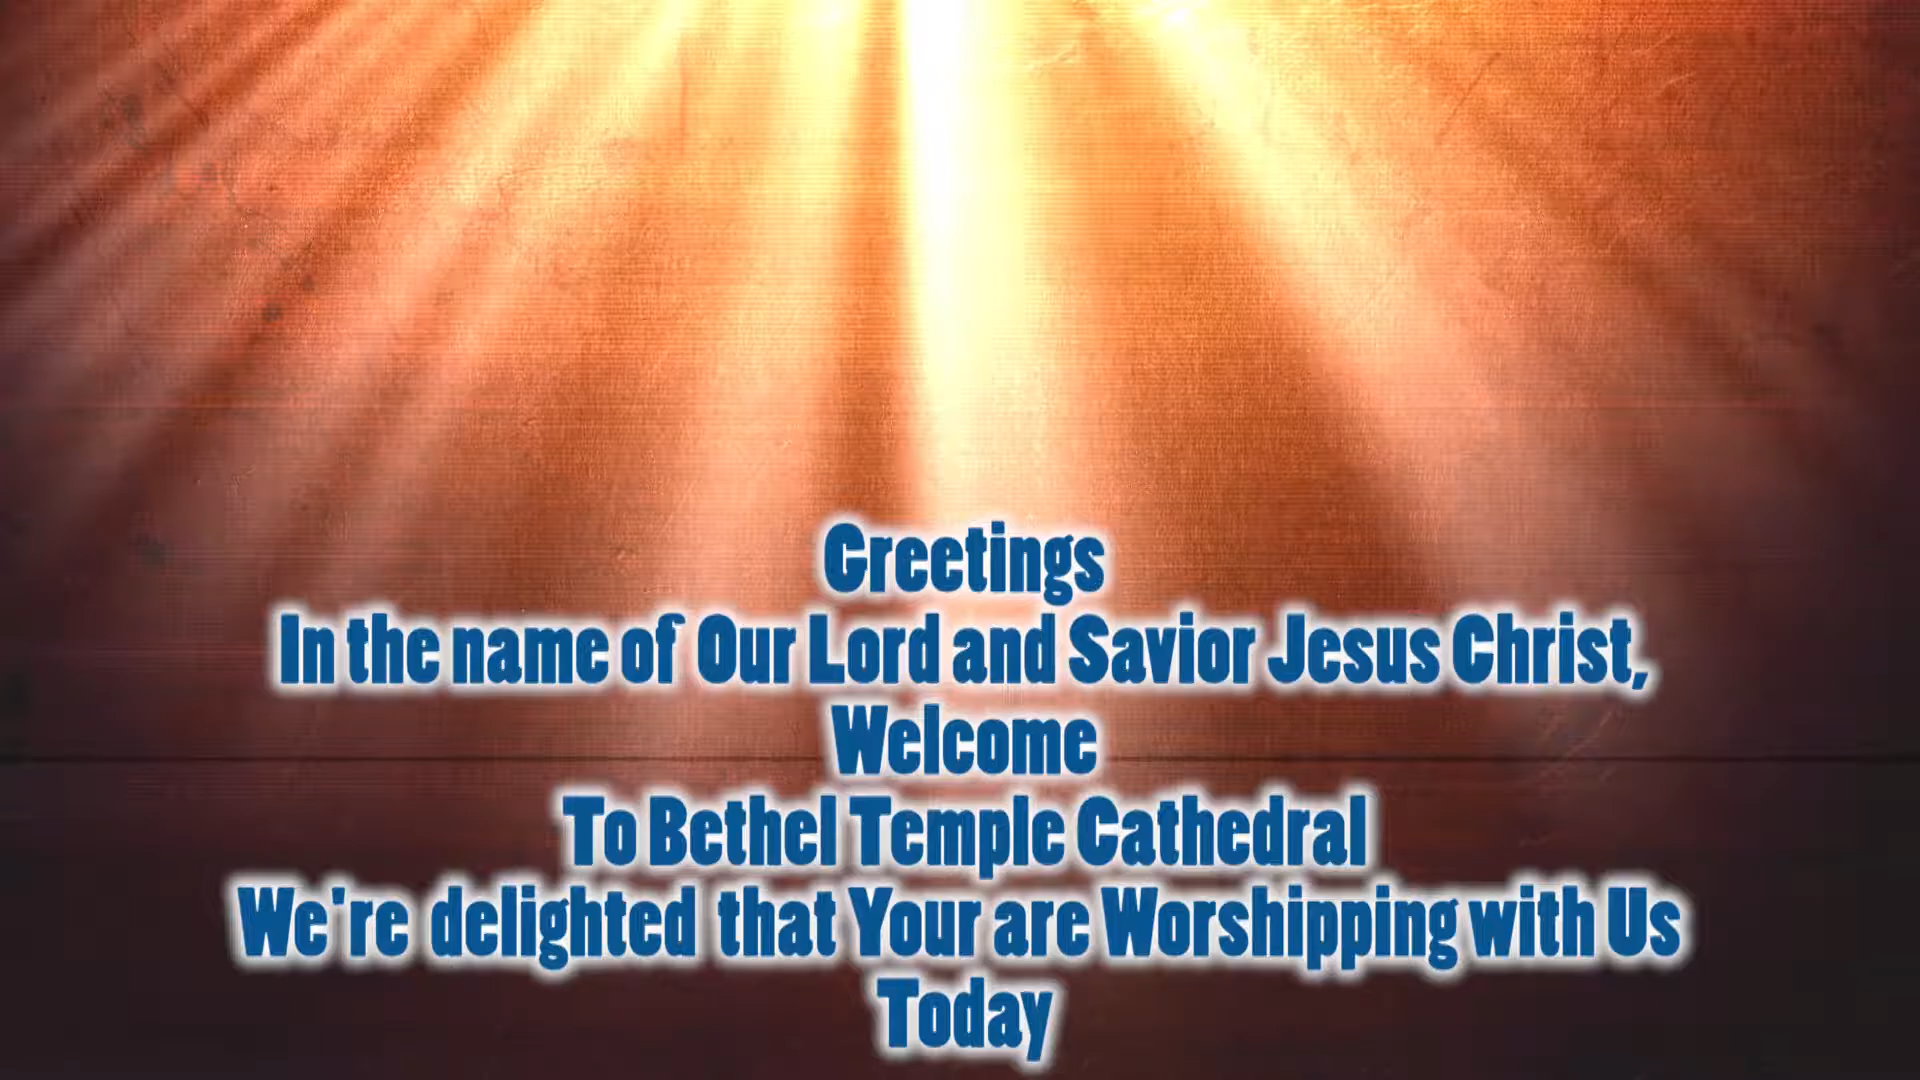 Greetings
In the name of Our Lord and Savior Jesus Christ,
Welcome
To Bethel Temple Cathedral
We're delighted that Your are Worshipping with Us
Today